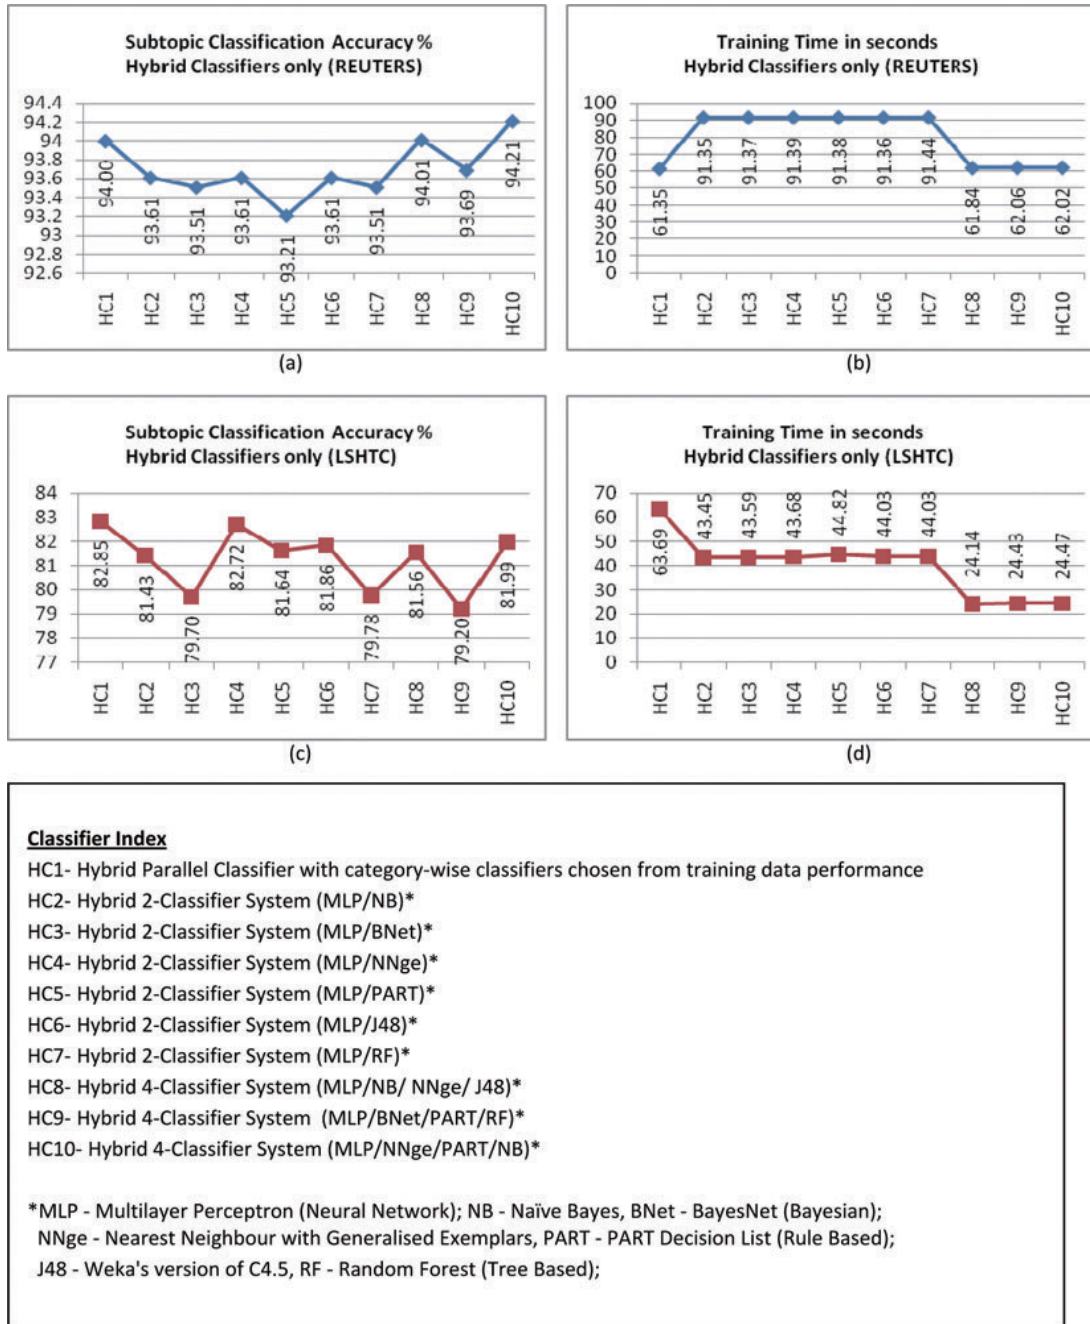 Subtopic Classification Accuracy %
Hybrid Classifiers only (REUTERS)
94.4
94.2
94
93.8
93.6
93.4
93.2
93
92.8
92.6
94.00
93.61
93.51
93.61
93.21
93.61
93.51
94.01
93.69
94.21
HC1
HC2
HC3
HC4
HC5
HC6
HC7
HC8
HC9
HC10
(a)
Training Time in seconds
Hybrid Classifiers only (REUTERS)
100
90
80
70
60
50
40
30
20
10
0
61.35
91.35
91.37
91.39
91.38
91.36
91.44
61.84
62.06
62.02
HC1
HC2
HC3
HC4
HC5
HC6
HC7
HC8
HC9
HC10
(b)
Subtopic Classification Accuracy %
Hybrid Classifiers only (LSHTC)
84
83
82
81
80
79
78
77
82.85
81.43
79.70
82.72
81.64
81.86
79.78
81.56
79.20
81.99
HC1
HC2
HC3
HC4
HC5
HC6
HC7
HC8
HC9
HC10
(c)
Training Time in seconds
Hybrid Classifiers only (LSHTC)
70
60
50
40
30
20
10
0
63.69
43.45
43.59
43.68
44.82
44.03
44.03
24.14
24.43
24.47
HC1
HC2
HC3
HC4
HC5
HC6
HC7
HC8
HC9
HC10
(d)
Classifier Index
HC1- Hybrid Parallel Classifier with category-wise classifiers chosen from training data performance
HC2- Hybrid 2-Classifier System (MLP/NB)*
HC3- Hybrid 2-Classifier System (MLP/BNet)*
HC4- Hybrid 2-Classifier System (MLP/NNge)*
HC5- Hybrid 2-Classifier System (MLP/PART)*
HC6- Hybrid 2-Classifier System (MLP/J48)*
HC7- Hybrid 2-Classifier System (MLP/RF)*
HC8- Hybrid 4-Classifier System (MLP/NB/ NNge/ J48)*
HC9- Hybrid 4-Classifier System (MLP/BNet/PART/RF)*
HC10- Hybrid 4-Classifier System (MLP/NNge/PART/NB)*
*MLP - Multilayer Perceptron (Neural Network); NB - Naïve Bayes, BNet - BayesNet (Bayesian);
NNge - Nearest Neighbour with Generalised Exemplars, PART - PART Decision List (Rule Based);
J48 - Weka's version of C4.5, RF - Random Forest (Tree Based);